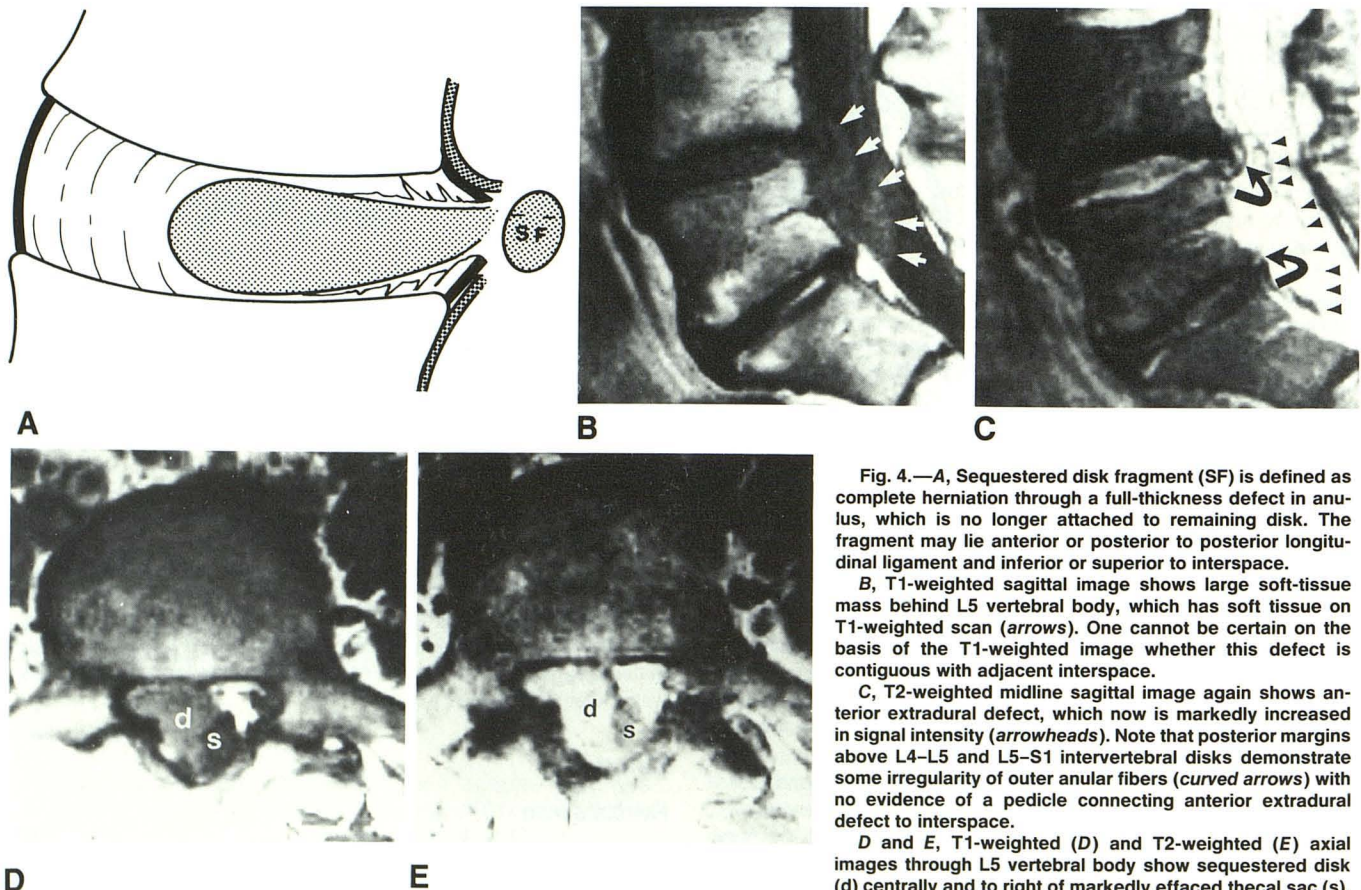 SF
A
B
C
d
s
d
s
D
E
Fig. 4.—A, Sequestered disk fragment (SF) is defined as
complete herniation through a full-thickness defect in anu-
lus, which is no longer attached to remaining disk. The
fragment may lie anterior or posterior to posterior longitu-
dinal ligament and inferior or superior to interspace.
B, T1-weighted sagittal image shows large soft-tissue
mass behind L5 vertebral body, which has soft tissue on
T1-weighted scan (arrows). One cannot be certain on the
basis of the T1-weighted image whether this defect is
contiguous with adjacent interspace.
C, T2-weighted midline sagittal image again shows an-
terior extradural defect, which now is markedly increased
in signal intensity (arrowheads). Note that posterior margins
above L4–L5 and L5–S1 intervertebral disks demonstrate
some irregularity of outer anular fibers (curved arrows) with
no evidence of a pedicle connecting anterior extradural
defect to interspace.
D and E, T1-weighted (D) and T2-weighted (E) axial
images through L5 vertebral body show sequestered disk
(d) centrally and to right of markedly effaced thecal sac (s).